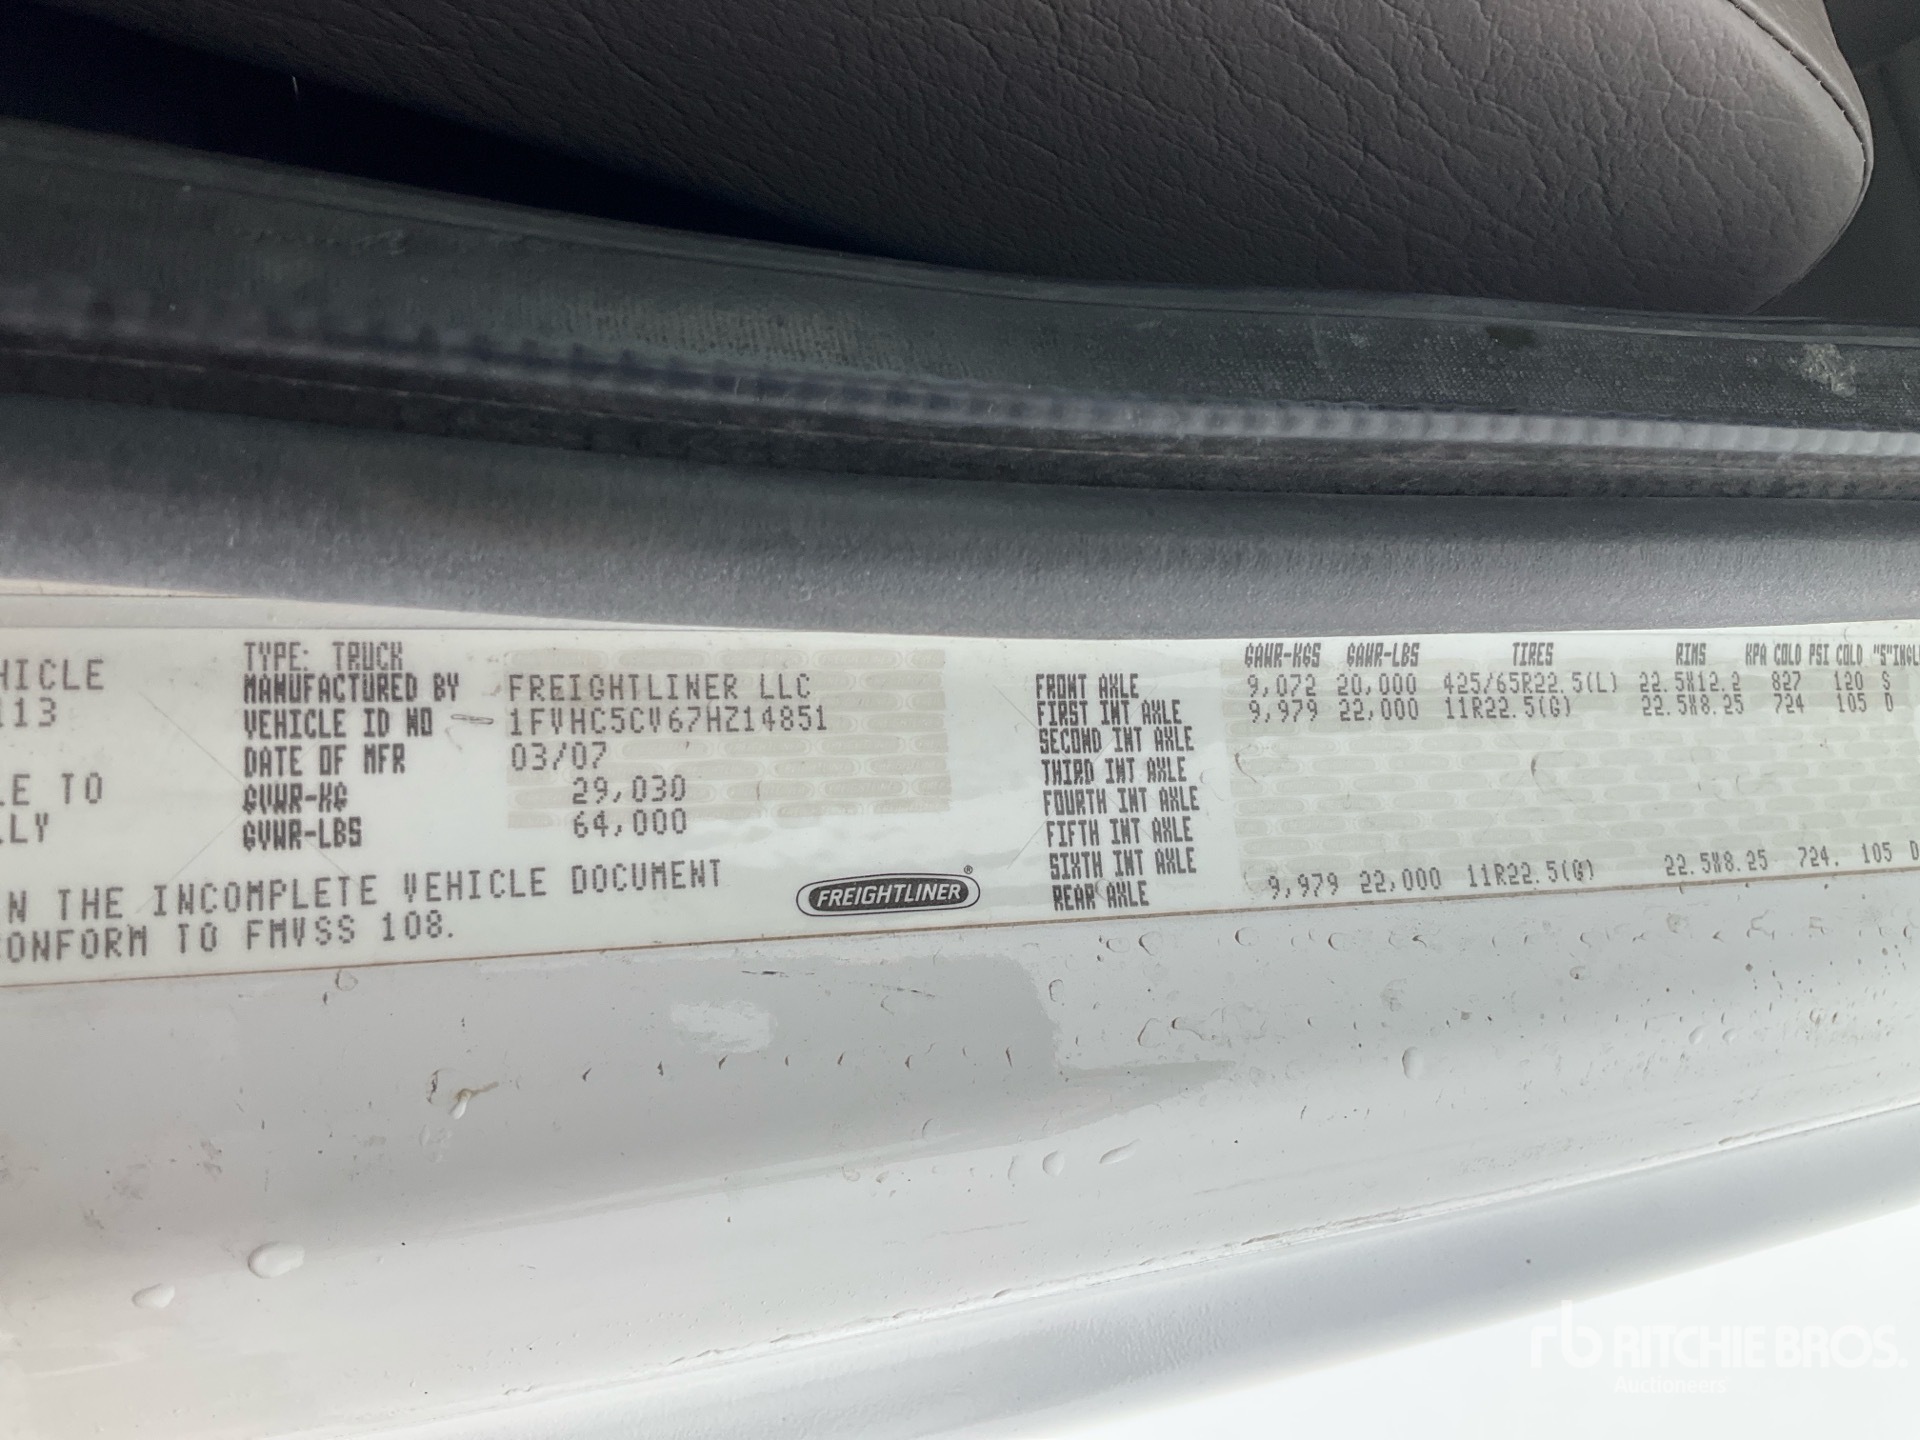 HICLE
113
LE TO
LLY
N THE INCOMPLETE VEHICLE DOCUMENT
ONFORM TO FMVSS 108.
TYPE: TRUCK
MANUFACTURED BY FREIGHTLINER LLC
VEHICLE ID NO 1FVHC5CV67HZ14851
DATE OF MFR 03/07
GVWR-KG 29,030
GVWR-LBS 64,000
FREIGHTLINER®
GAWR-KGS GAWR-LBS TIRES RIMS KPA COLD PSI COLD "S"INGL
FRONT AXLE 9,072 20,000 425/65R22.5(L) 22.5X12.2 827 120 S
FIRST INT AXLE 9,979 22,000 11R22.5(G) 22.5X8.25 724 105 D
SECOND INT AXLE
THIRD INT AXLE
FOURTH INT AXLE
FIFTH INT AXLE
SIXTH INT AXLE
REAR AXLE 9,979 22,000 11R22.5(G) 22.5X8.25 724. 105 D
rb RITCHIE BROS.
Auctioneers